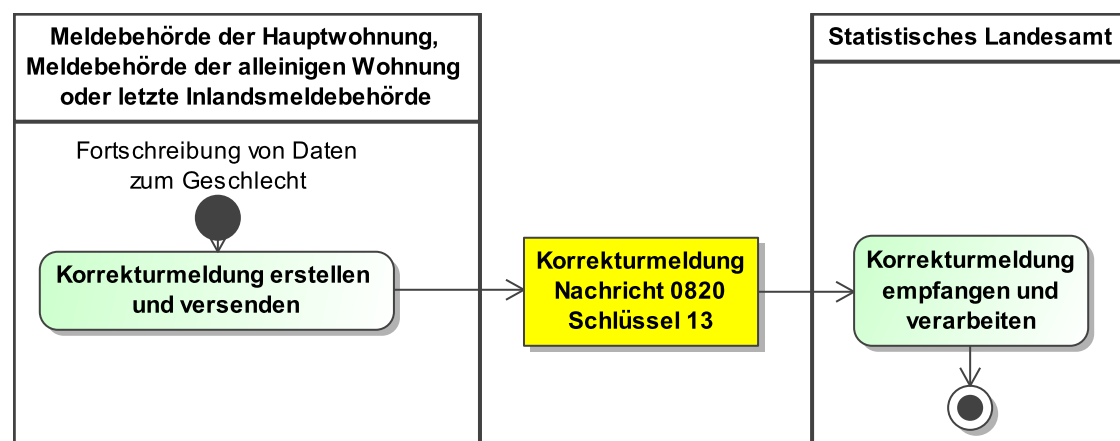 Meldebehörde der Hauptwohnung,
Meldebehörde der alleinigen Wohnung
oder letzte Inlandsmeldebehörde
Statistisches Landesamt
Fortschreibung von Daten
zum Geschlecht
Korrekturmeldung erstellen
und versenden
Korrekturmeldung
Nachricht 0820
Schlüssel 13
Korrekturmeldung
empfangen und
verarbeiten